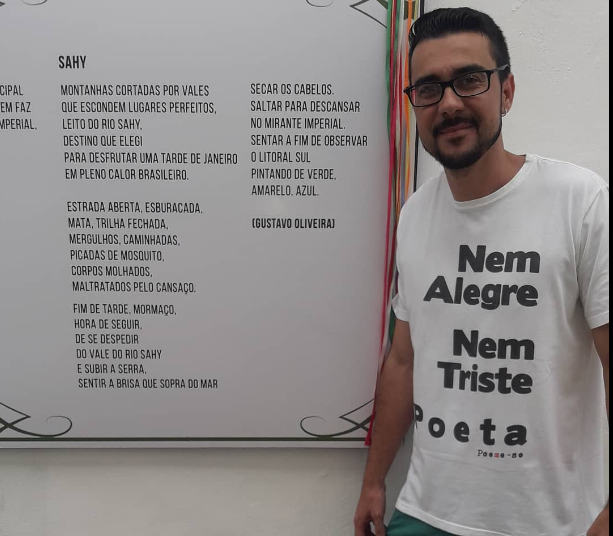 CIPAL
EM FAZ
MPERIAL.
SAHY
MONTANHAS CORTADAS POR VALES
QUE ESCONDEM LUGARES PERFEITOS,
LEITO DO RIO SAHY,
DESTINO QUE ELEGI
PARA DESFRUTAR UMA TARDE DE JANEIRO
EM PLENO CALOR BRASILEIRO.
ESTRADA ABERTA, ESBURACADA,
MATA, TRILHA FECHADA,
MERGULHOS, CAMINHADAS,
PICADAS DE MOSQUITO,
CORPOS MOLHADOS,
MALTRATADOS PELO CANSAÇO.
FIM DE TARDE, MORMAÇO,
HORA DE SEGUIR,
DE SE DESPEDIR
DO VALE DO RIO SAHY
E SUBIR A SERRA,
SENTIR A BRISA QUE SOPRA DO MAR
SECAR OS CABELOS.
SALTAR PARA DESCANSAR
NO MIRANTE IMPERIAL.
SENTAR A FIM DE OBSERVAR
O LITORAL SUL
PINTANDO DE VERDE,
AMARELO, AZUL.
(GUSTAVO OLIVEIRA)
Nem
Alegre
Nem
Triste
Poeta
Poeme-se